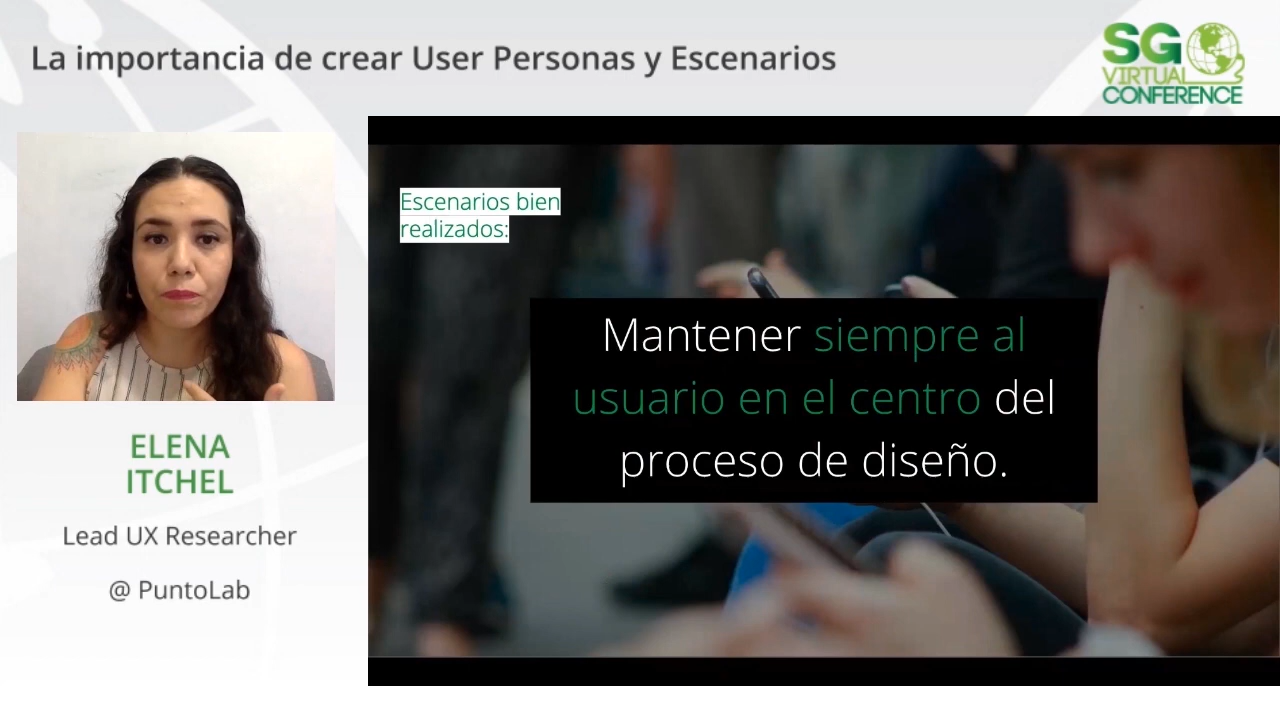 La importancia de crear User Personas y Escenarios
SG
VIRTUAL
CONFERENCE
Escenarios bien
realizados:
Mantener siempre al
usuario en el centro del
proceso de diseño.
ELENA
ITCHEL
Lead UX Researcher
@ PuntoLab